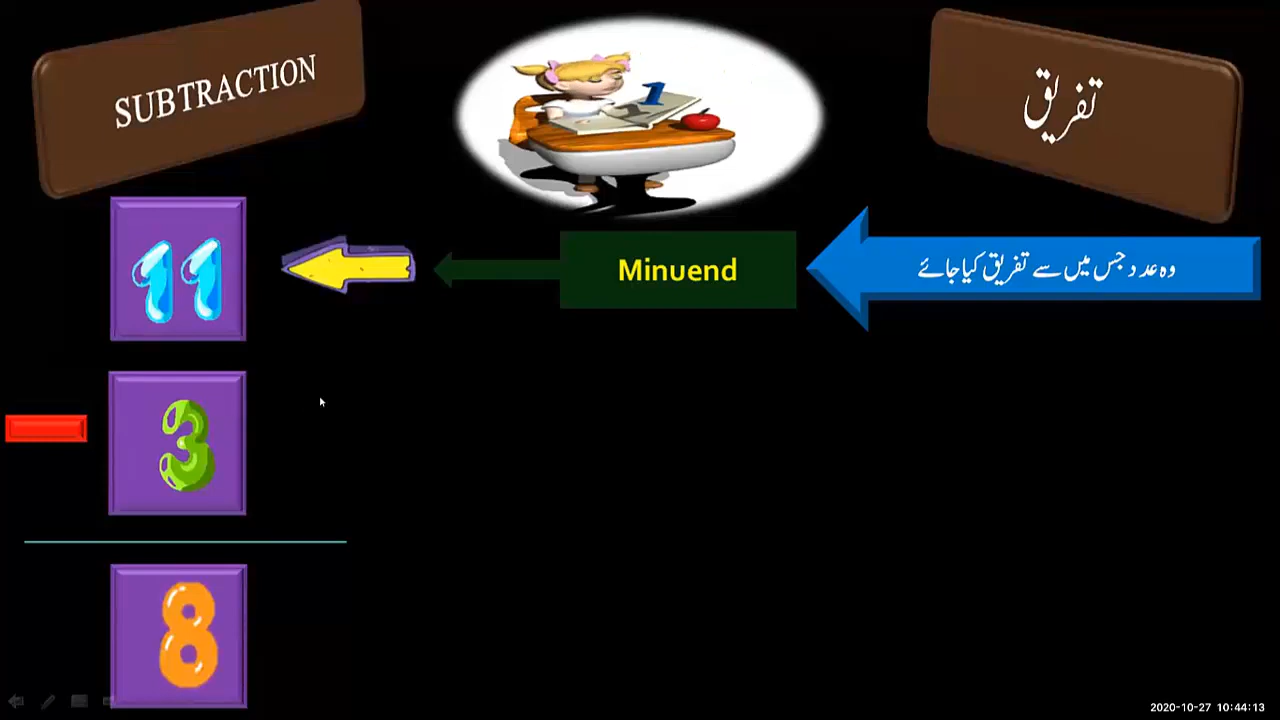 SUBTRACTION
1
تفریق
11
Minuend
وہ عدد جس میں سے تفریق کیا جائے
3
8
2020-10-27 10:44:13